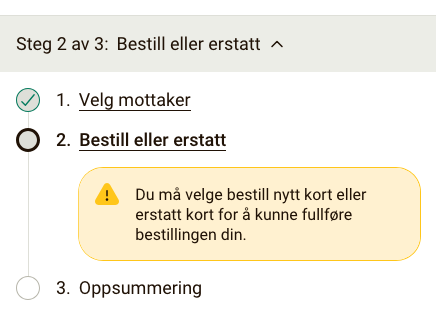 Steg 2 av 3: Bestill eller erstatt
1. Velg mottaker
2. Bestill eller erstatt
Du må velge bestill nytt kort eller
erstatt kort for å kunne fullføre
bestillingen din.
3. Oppsummering